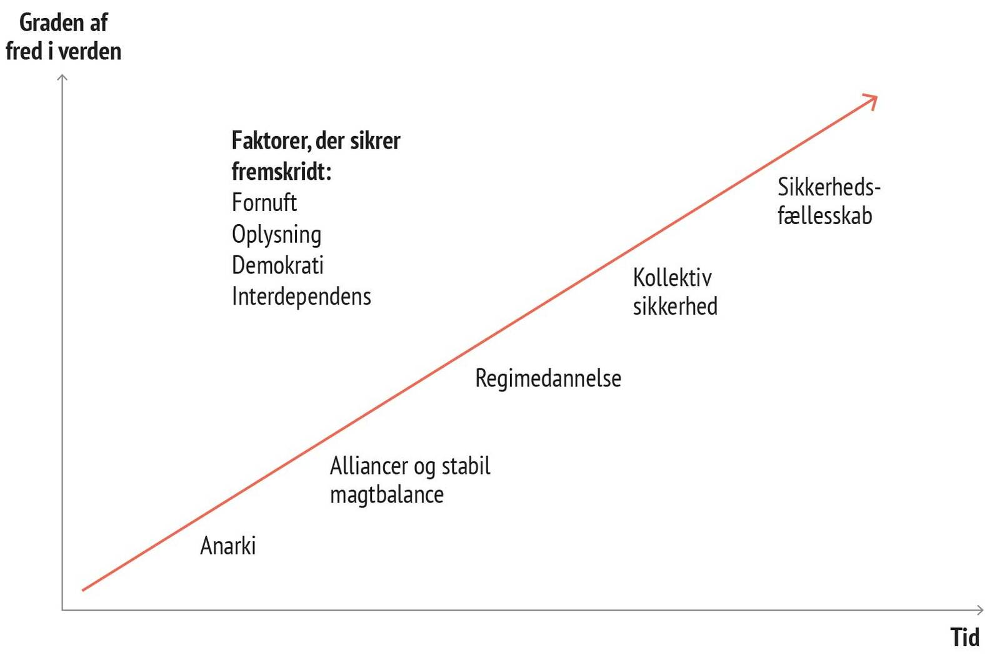 Graden af
fred i verden
Faktorer, der sikrer
fremskridt:
Fornuft
Oplysning
Demokrati
Interdependens
Sikkerheds-
fællesskab
Kollektiv
sikkerhed
Regimedannelse
Alliancer og stabil
magtbalance
Anarki
Tid